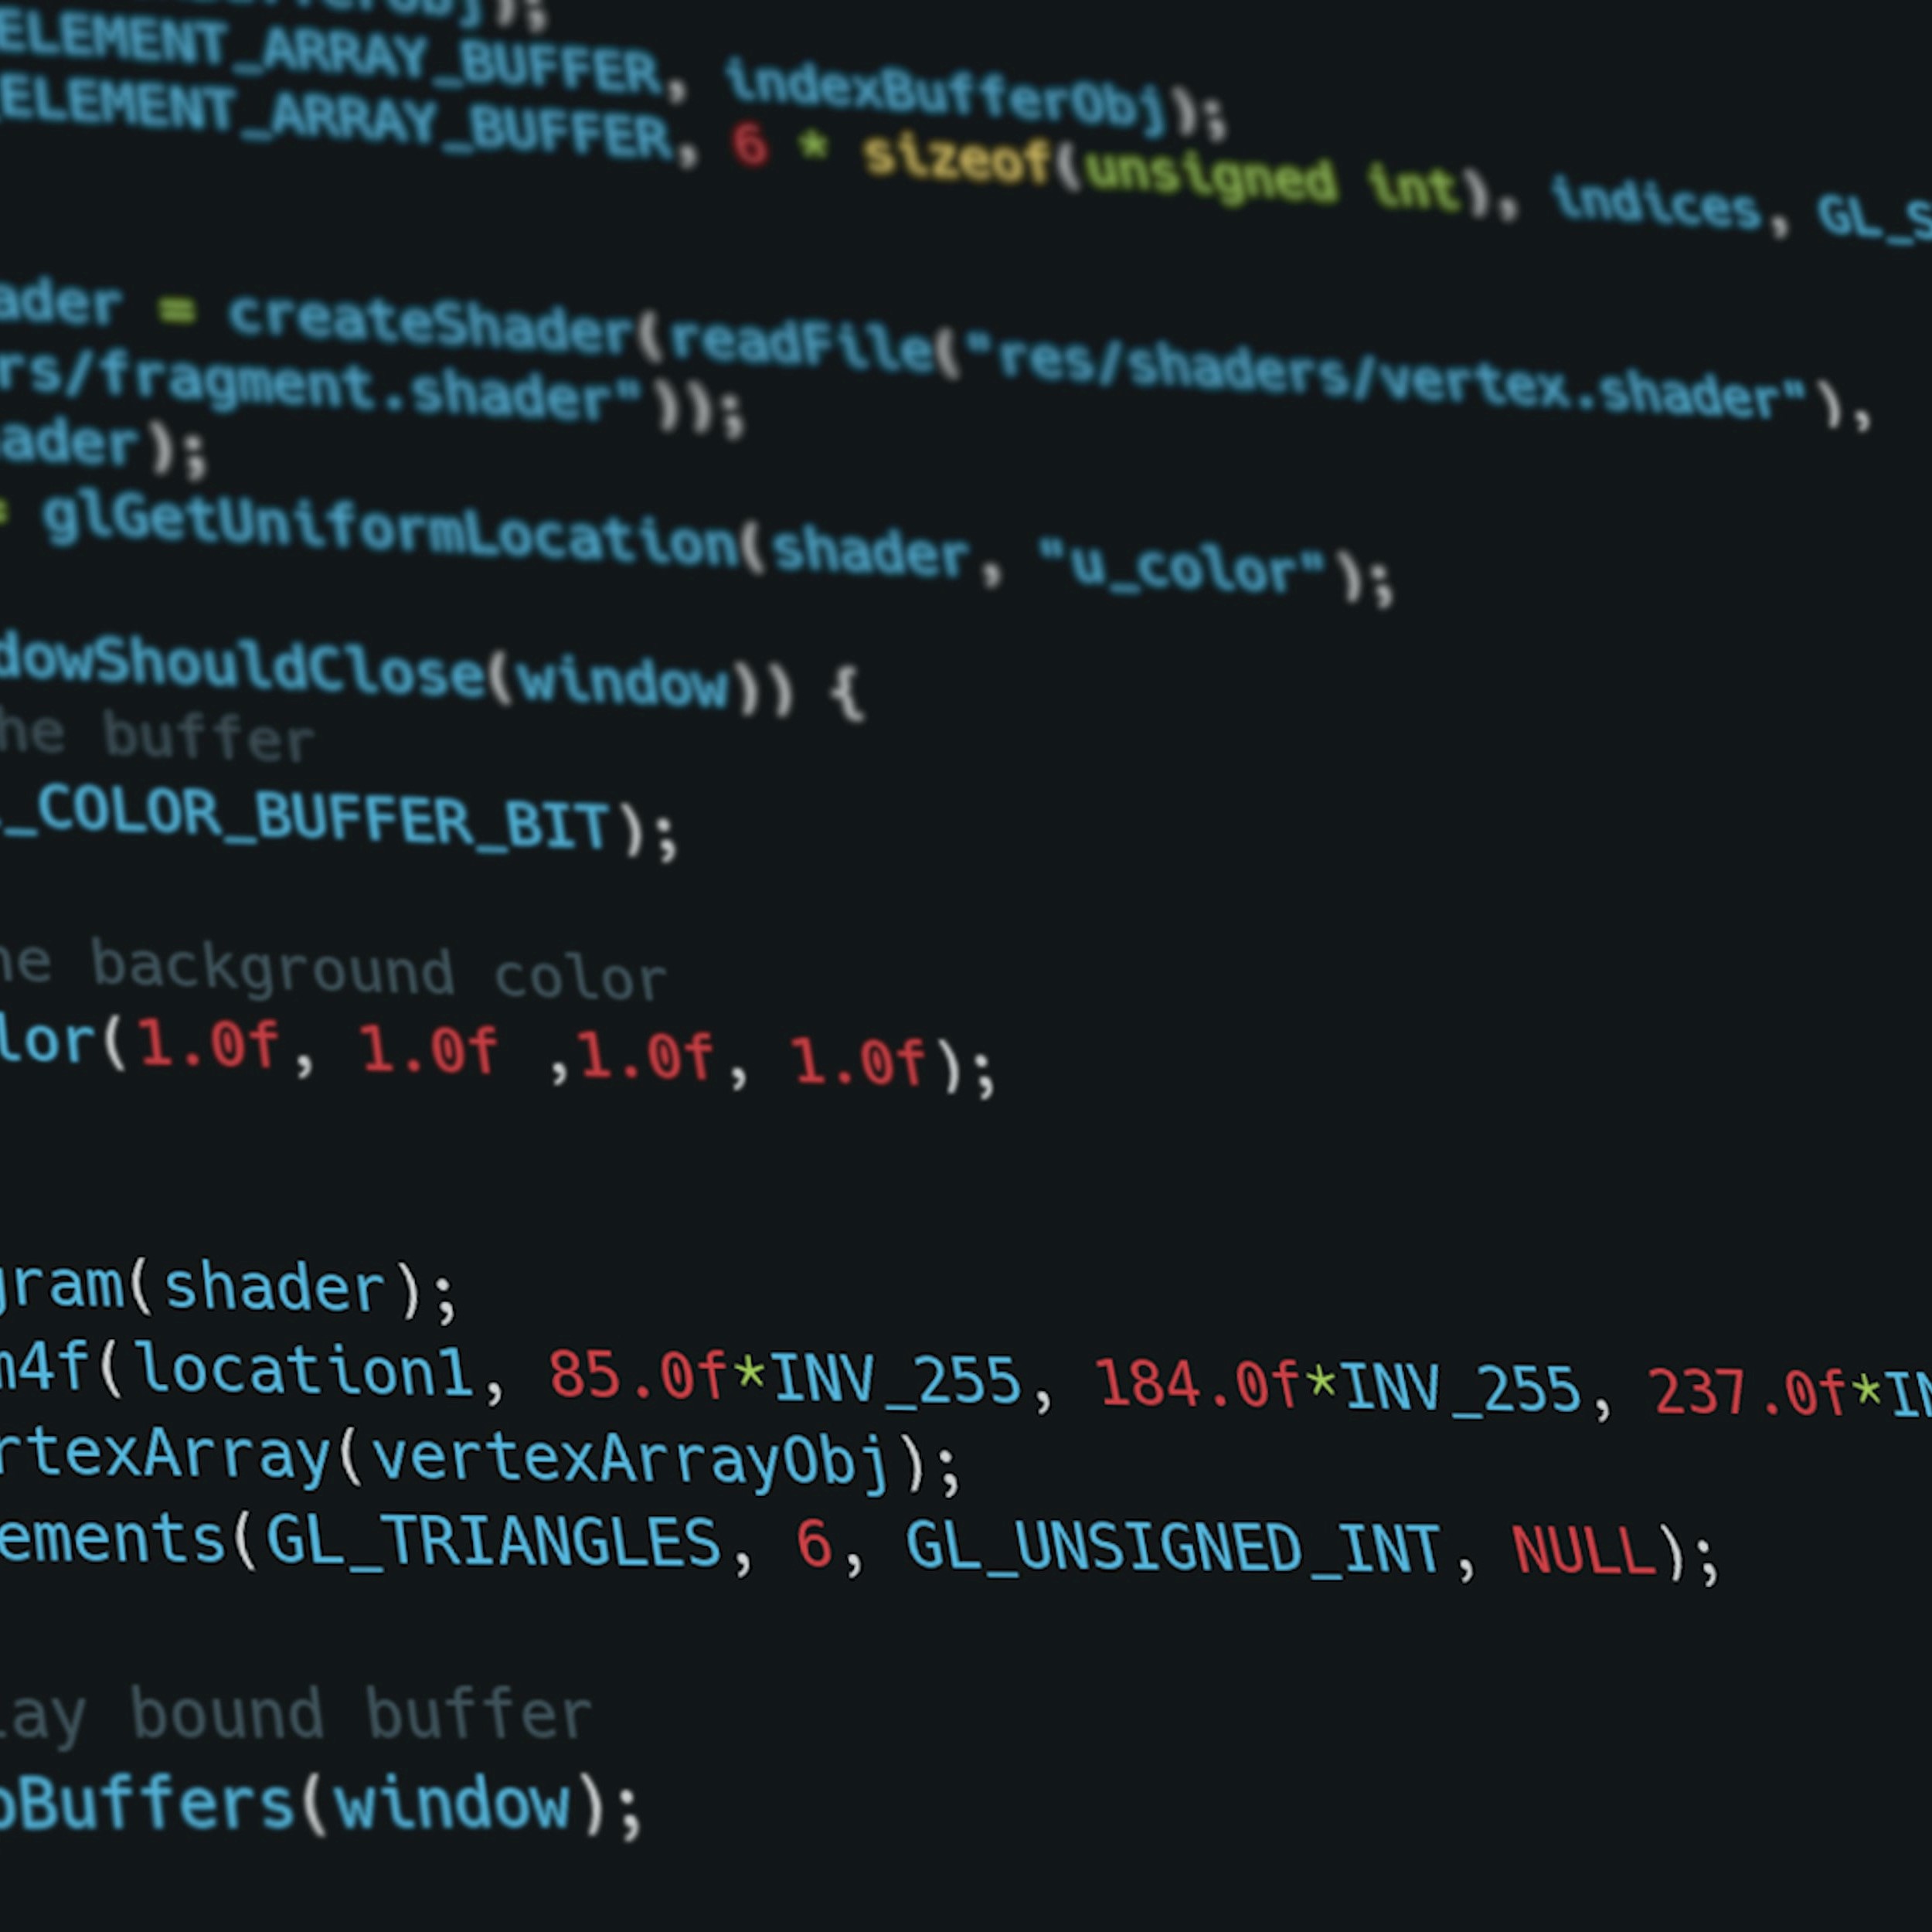 ELEMENT_ARRAY_BUFFER, indexBufferObj);
ELEMENT_ARRAY_BUFFER, 6 * sizeof(unsigned int), indices, GL_S
ader = createShader(readFile("res/shaders/vertex.shader"),
rs/fragment.shader"));
ader);
= glGetUniformLocation(shader, "u_color");
dowShouldClose(window)) {
he buffer
_COLOR_BUFFER_BIT);
he background color
lor(1.0f, 1.0f ,1.0f, 1.0f);
gram(shader);
m4f(location1, 85.0f*INV_255, 184.0f*INV_255, 237.0f*IN
rtexArray(vertexArrayObj);
ements(GL_TRIANGLES, 6, GL_UNSIGNED_INT, NULL);
lay bound buffer
pBuffers(window);